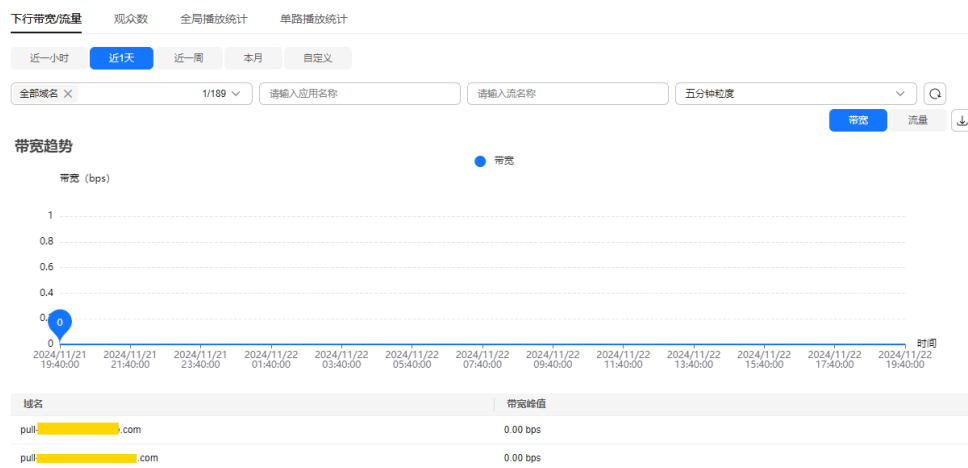 下行带宽/流量 观众数 全局播放统计 单路播放统计
近一小时 近1天 近一周 本月 自定义
全部域名 1/189 请输入应用名称 请输入流名称 五分钟粒度
带宽 流量
带宽趋势
带宽
带宽（bps）
1
0.8
0.6
0.4
0
0
时间
2024/11/21 19:40:00
2024/11/21 21:40:00
2024/11/21 23:40:00
2024/11/22 01:40:00
2024/11/22 03:40:00
2024/11/22 05:40:00
2024/11/22 07:40:00
2024/11/22 09:40:00
2024/11/22 11:40:00
2024/11/22 13:40:00
2024/11/22 15:40:00
2024/11/22 17:40:00
2024/11/22 19:40:00
域名 带宽峰值
pull- .com 0.00 bps
pull- .com 0.00 bps